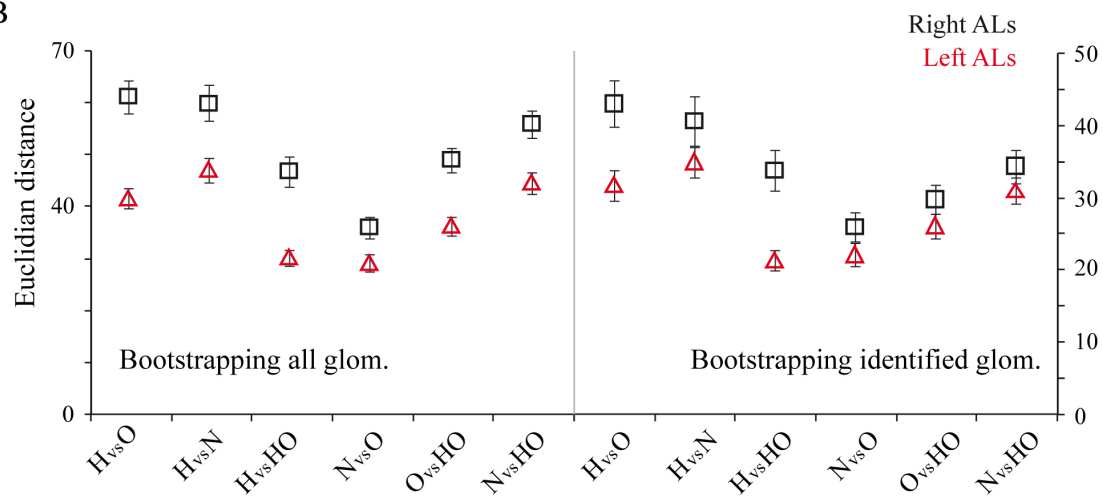 B
Right ALs
Left ALs
Euclidian distance
70
40
0
50
40
30
20
10
0
Bootstrapping all glom.
Bootstrapping identified glom.
HvsO
HvsN
HvsHO
NvsO
OvsHO
NvsHO
HvsO
HvsN
HvsHO
NvsO
OvsHO
NvsHO